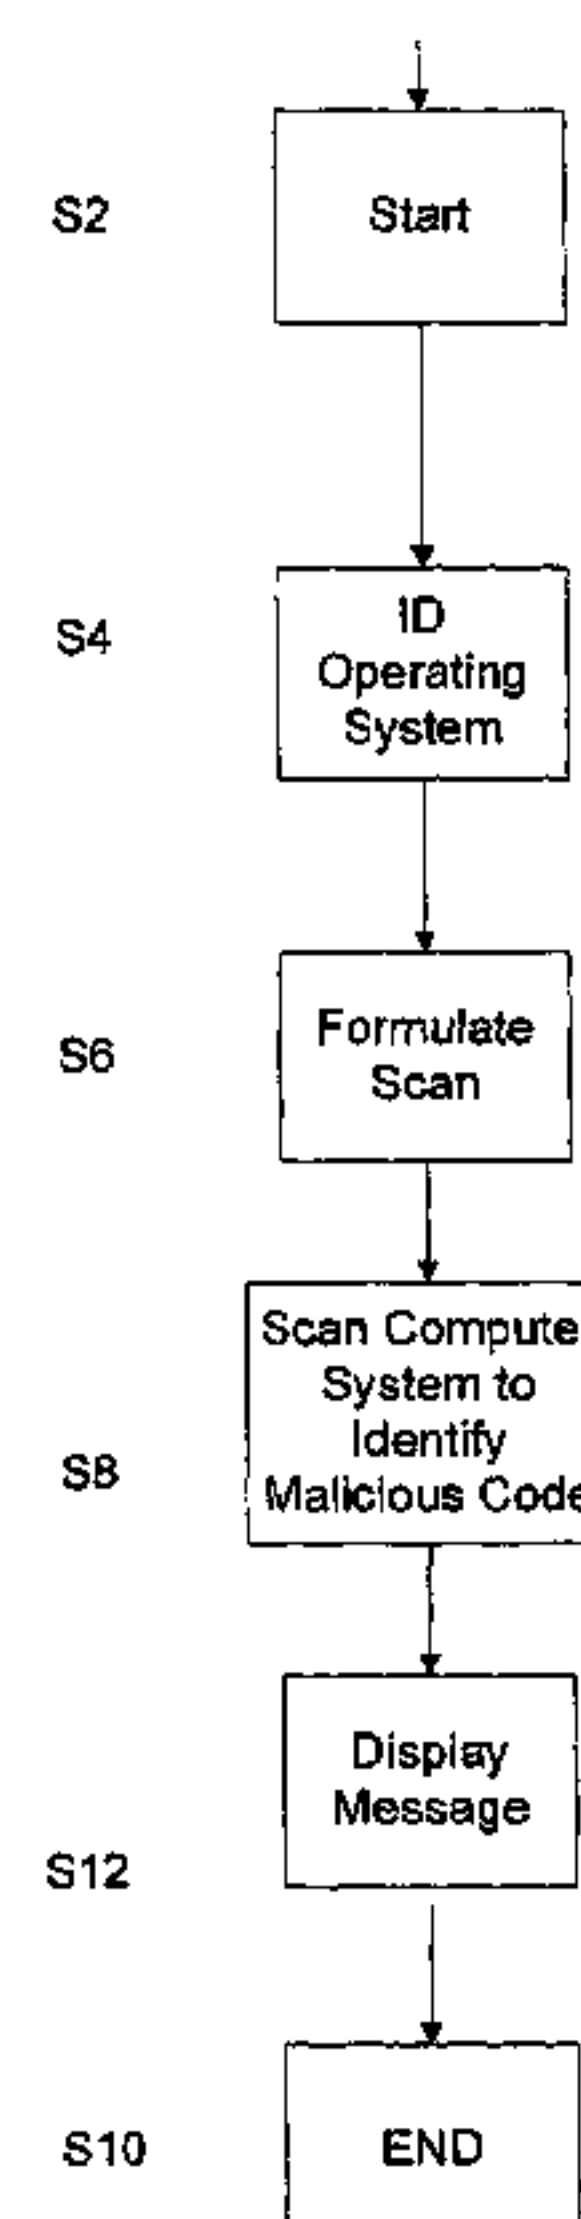 S2
Start
S4
ID
Operating
System
S6
Formulate
Scan
S8
Scan Compute
System to
Identify
Malicious Code
S12
Display
Message
S10
END